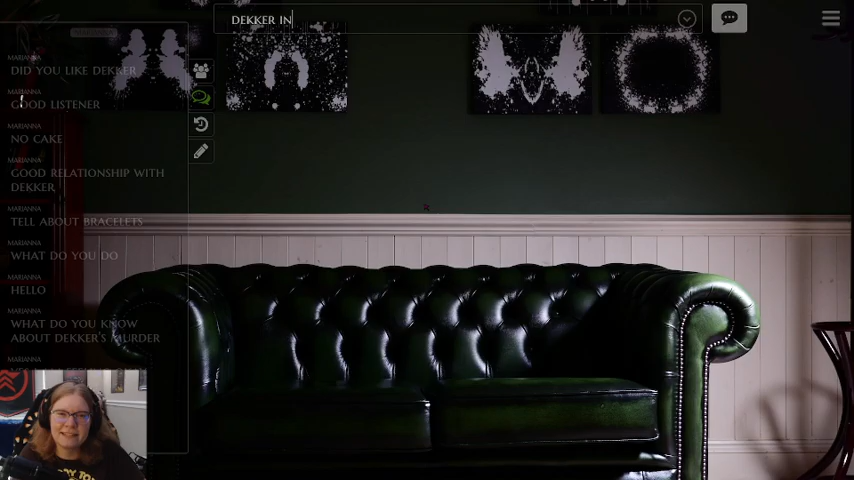 DEKKER IN
MARIANNA
DID YOU LIKE DEKKER
MARIANNA
GOOD LISTENER
MARIANNA
NO CAKE
MARIANNA
GOOD RELATIONSHIP WITH
DEKKER
MARIANNA
TELL ABOUT BRACELETS
MARIANNA
WHAT DO YOU DO
MARIANNA
HELLO
MARIANNA
WHAT DO YOU KNOW
ABOUT DEKKER'S MURDER
MARIANNA